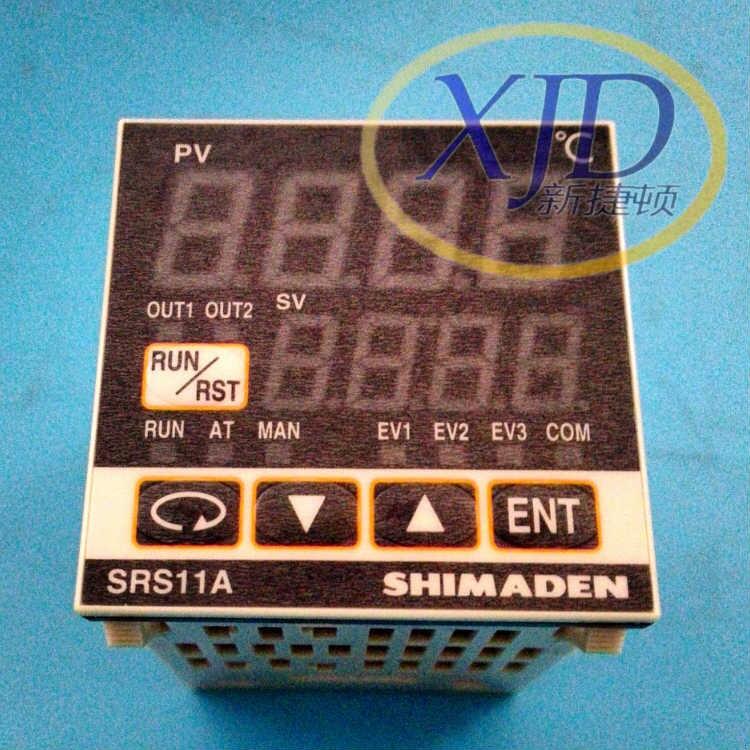 XJD
新捷顿
PV ℃
OUT1 OUT2 SV
RUN/RST
RUN AT MAN EV1 EV2 EV3 COM
ENT
SRS11A SHIMADEN